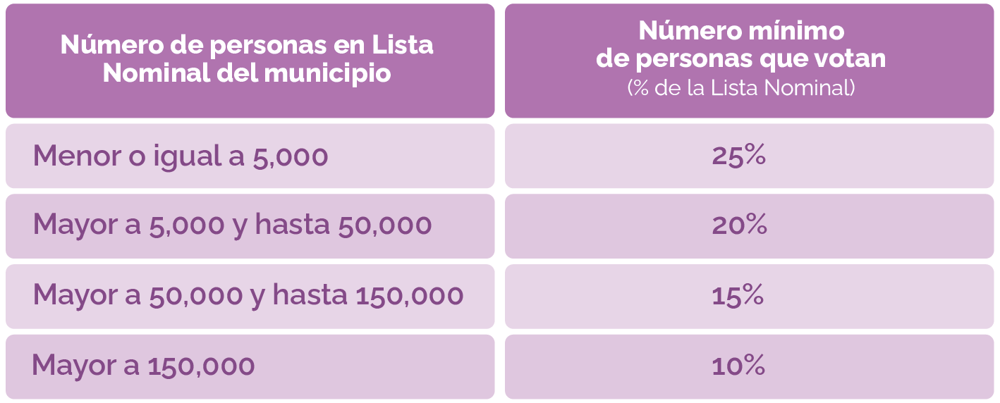 Número de personas en Lista
Nominal del municipio
Número mínimo
de personas que votan
(% de la Lista Nominal)
Menor o igual a 5,000
25%
Mayor a 5,000 y hasta 50,000
20%
Mayor a 50,000 y hasta 150,000
15%
Mayor a 150,000
10%